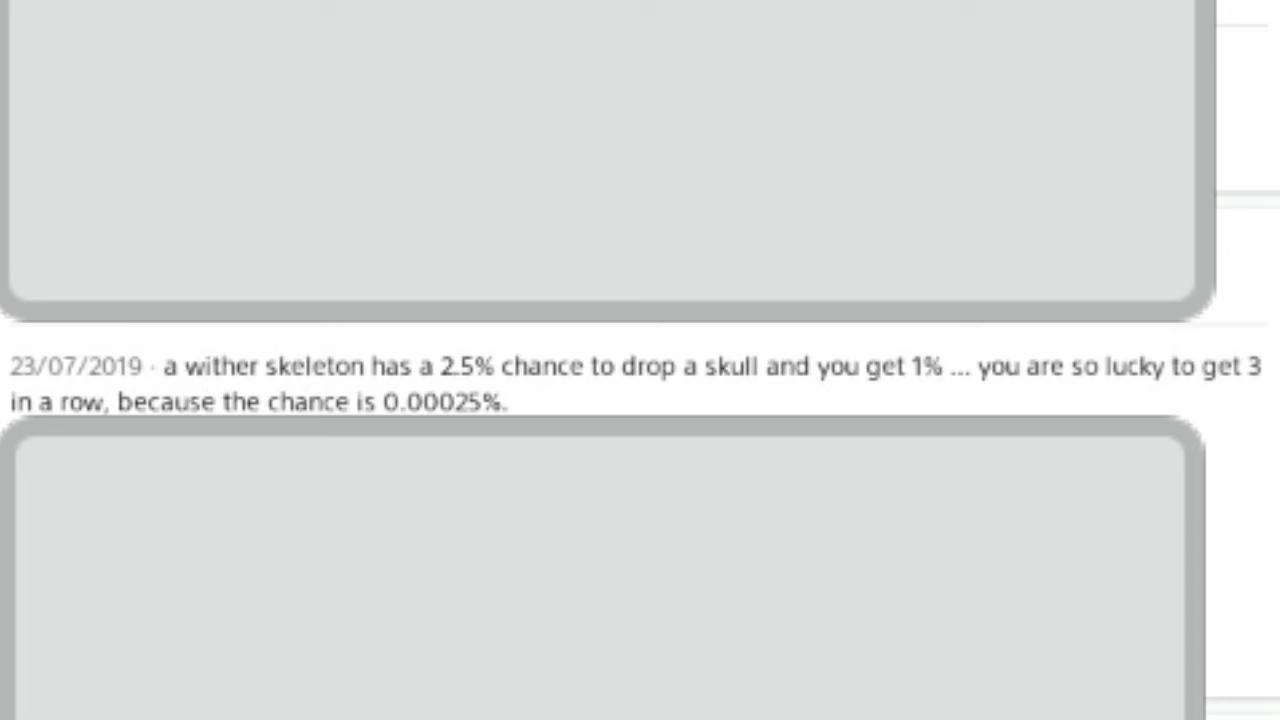 23/07/2019 · a wither skeleton has a 2.5% chance to drop a skull and you get 1% ... you are so lucky to get 3
in a row, because the chance is 0.00025%.